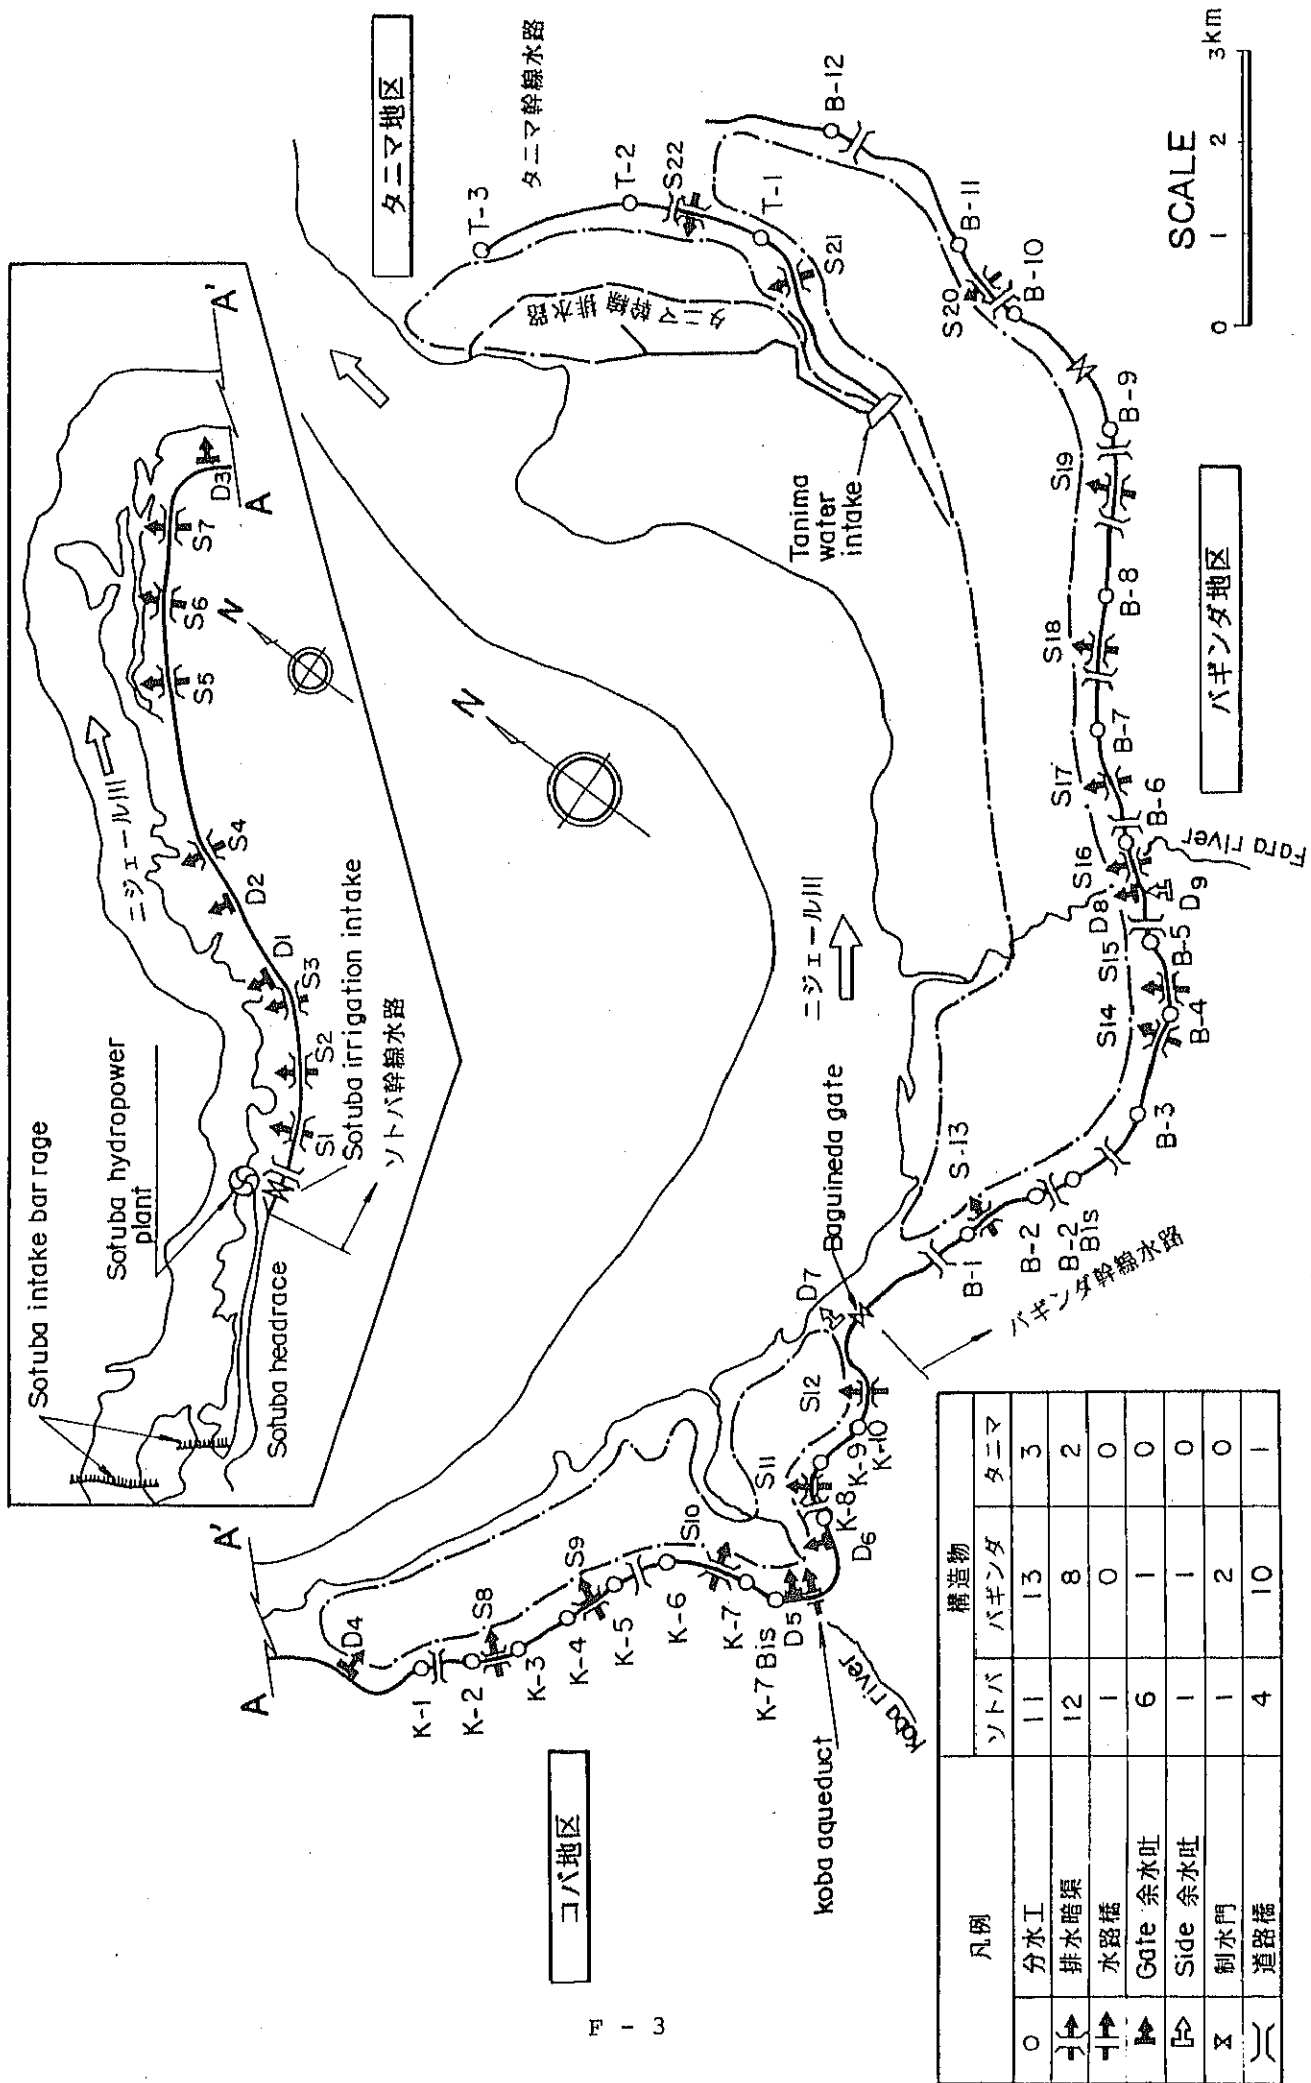 Sotuba intake barrage
Sotuba hydropower
plant
Sotuba headrace
ニジェール川
Sotuba irrigation intake
ソトバ幹線水路
S1
S2
S3
D1
D2
S4
S5
S6
S7
D3
A
A'
N
タニマ地区
タニマ幹線水路
T-3
T-2
S22
T-1
S21
タニマ幹線排水路
Tanima
water
intake
B-12
B-11
B-10
S20
B-9
S19
B-8
S18
B-7
S17
B-6
S16
Fara river
D8
D9
S15
B-5
S14
B-4
B-3
バギンダ地区
SCALE
0 1 2 3km
N
ニジェール川
S-13
Baguineda gate
B-1
B-2
B-2
Bis
バギンダ幹線水路
D7
S12
K-10
K-9
S11
K-8
D6
D5
K-7 Bis
K-7
S10
K-6
K-5
S9
K-4
K-3
S8
K-2
K-1
D4
A
A'
Koba river
koba aqueduct
コバ地区
凡例 構造物
ソトバ バギンダ タニマ
分水工 11 13 3
排水暗渠 12 8 2
水路橋 1 0 0
Gate 余水吐 6 1 0
Side 余水吐 1 1 0
制水門 1 2 0
道路橋 4 10 1
F - 3